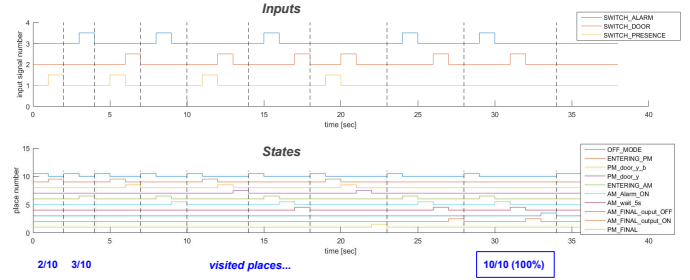 Inputs
SWITCH_ALARM
SWITCH_DOOR
SWITCH_PRESENCE
input signal number
4
3
2
1
0
0 5 10 15 20 25 30 35 40
time [sec]
States
place number
15
10
5
0
0 5 10 15 20 25 30 35 40
time [sec]
OFF_MODE
ENTERING_PM
PM_door_y_b
PM_door_y
ENTERING_AM
AM_Alarm_ON
AM_wait_5s
AM_FINAL_ouput_OFF
AM_FINAL_output_ON
PM_FINAL
2/10 3/10 visited places... 10/10 (100%)